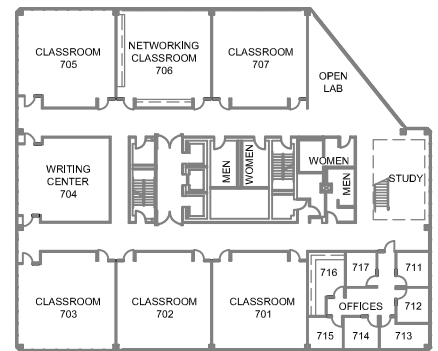 CLASSROOM
705
NETWORKING
CLASSROOM
706
CLASSROOM
707
OPEN
LAB
WRITING
CENTER
704
MEN
WOMEN
WOMEN
MEN
STUDY
CLASSROOM
703
CLASSROOM
702
CLASSROOM
701
716
717
711
712
OFFICES
715
714
713